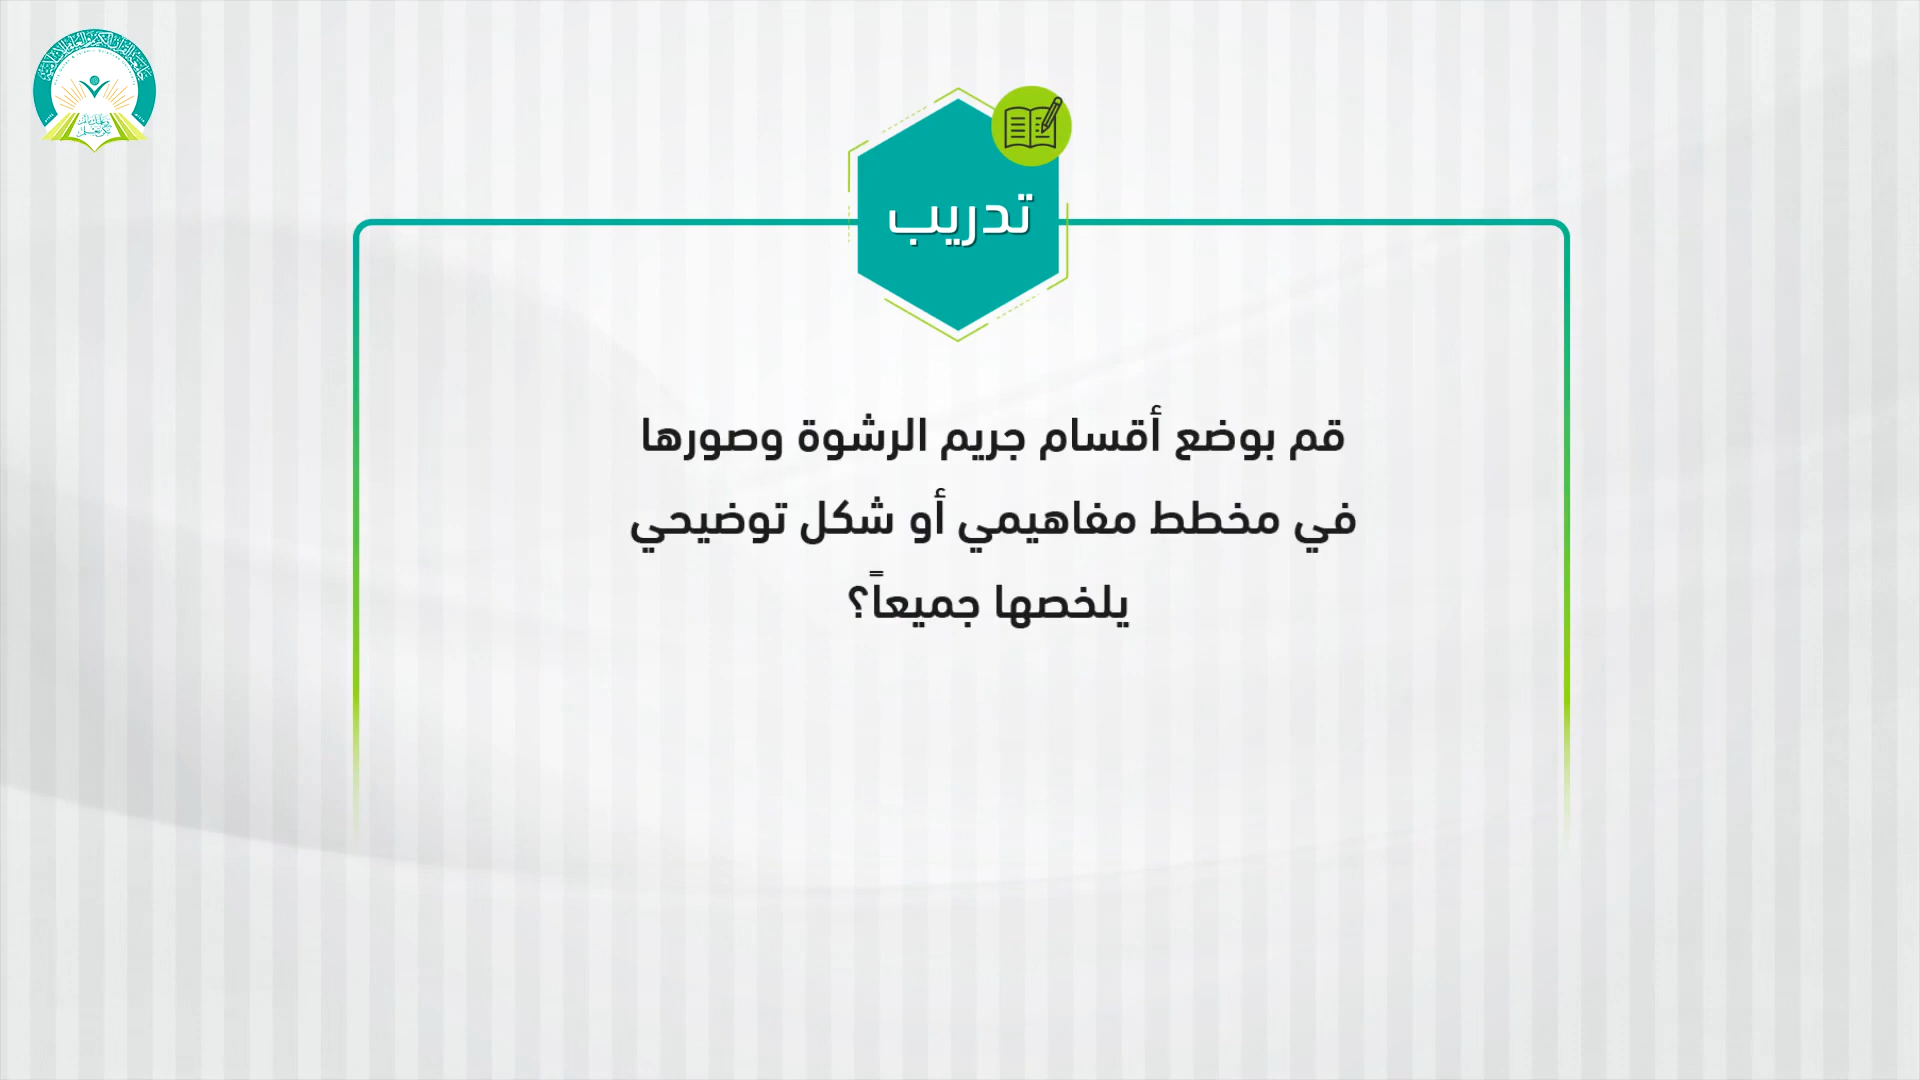 تدريب
قم بوضع أقسام جريم الرشوة وصورها
في مخطط مفاهيمي أو شكل توضيحي
يلخصها جميعاً؟